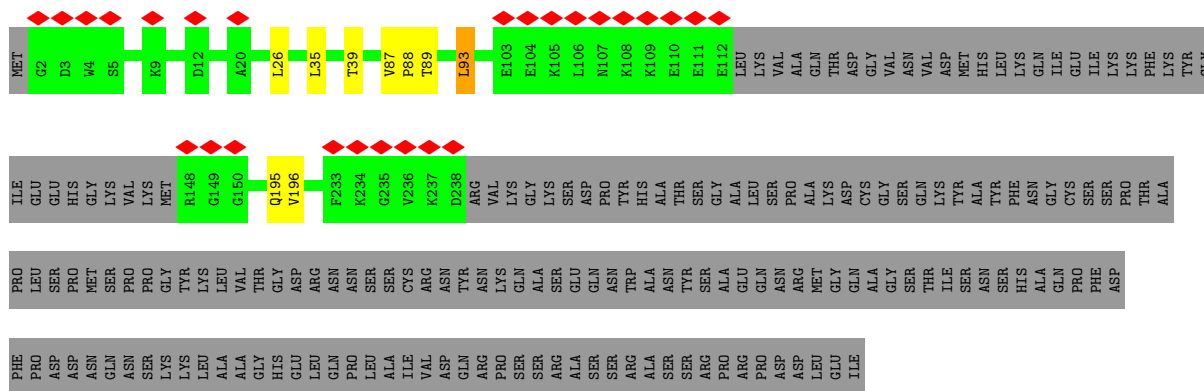 MET G2 D3 W4 S5 K9 D12 A20 L26 L35 T39 V87 P88 T89 L93 E103 E104 K105 L106 N107 K108 K109 E110 E111 E112 LEU LYS VAL ALA GLN THR ASP GLY VAL ASN VAL ASP MET HIS LEU LYS GLN ILE GLU ILE LYS LYS PHE LYS TYR
ILE GLU GLU HIS GLY LYS VAL LYS MET R148 G149 G150 Q195 V196 F233 K234 G235 V236 K237 D238 ARG VAL LYS GLY LYS SER ASP PRO TYR HIS ALA THR SER GLY ALA LEU SER PRO ALA LYS ASP CYS GLY SER GLN LYS TYR ALA TYR PHE ASN GLY CYS SER SER PRO THR ALA
PRO LEU SER PRO MET SER PRO PRO GLY TYR LYS LEU VAL THR GLY ASP ARG ASN ASN SER SER CYS ARG ASN TYR ASN LYS GLN ALA SER GLU GLN ASN TRP ALA ASN TYR SER ALA GLU GLN ASN ARG MET GLY GLN ALA GLY SER THR ILE SER ASN SER HIS ALA GLN PRO PHE ASP
PHE PRO ASP ASP ASN GLN ASN SER LYS LYS LEU ALA ALA GLY HIS GLU LEU GLN PRO LEU ALA ILE VAL ASP GLN ARG PRO SER SER ARG ALA SER SER ARG ALA SER SER ARG PRO ARG PRO ASP ASP LEU GLU ILE